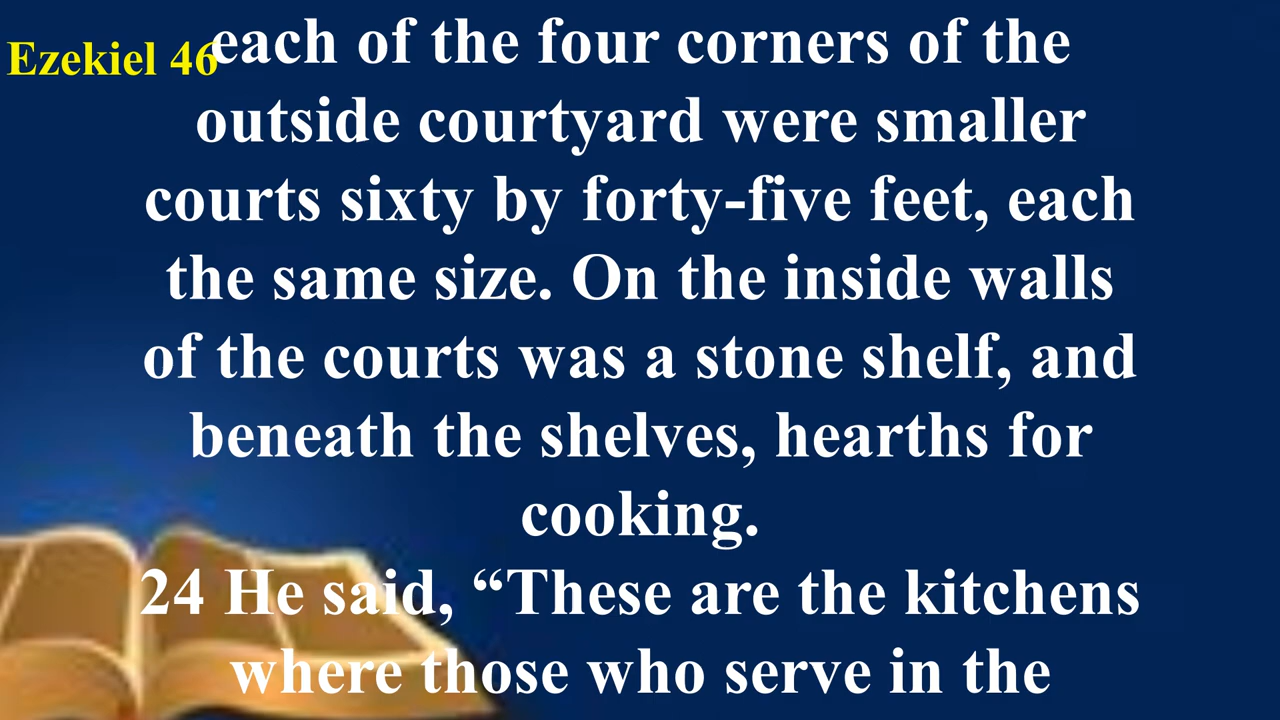 Ezekiel 46
each of the four corners of the
outside courtyard were smaller
courts sixty by forty-five feet, each
the same size. On the inside walls
of the courts was a stone shelf, and
beneath the shelves, hearths for
cooking.
24 He said, “These are the kitchens
where those who serve in the